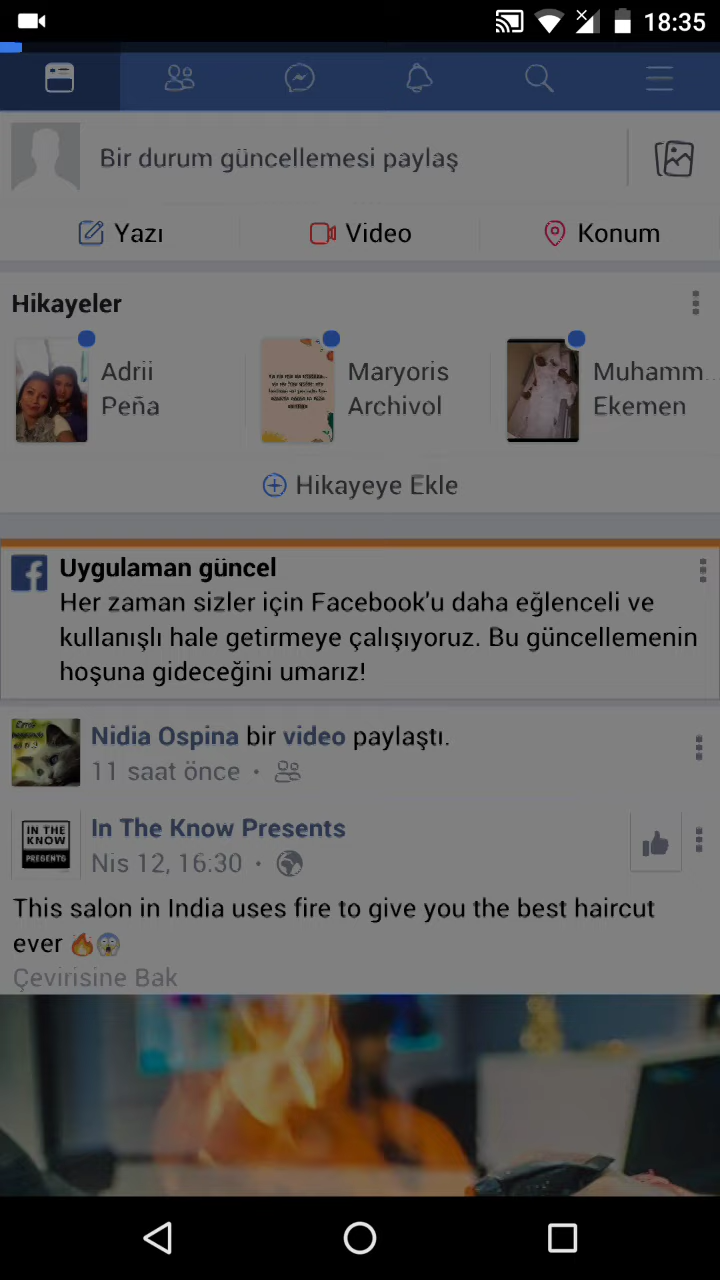 18:35
Bir durum güncellemesi paylaş
Yazı
Video
Konum
Hikayeler
Adrii
Peña
Maryoris
Archivol
Muhamm...
Ekemen
Hikayeye Ekle
Uygulaman güncel
Her zaman sizler için Facebook'u daha eğlenceli ve
kullanışlı hale getirmeye çalışıyoruz. Bu güncellemenin
hoşuna gideceğini umarız!
Nidia Ospina bir video paylaştı.
11 saat önce ·
IN THE
KNOW
PRESENTS
In The Know Presents
Nis 12, 16:30 ·
This salon in India uses fire to give you the best haircut
ever 🔥😱
Çevirisine Bak